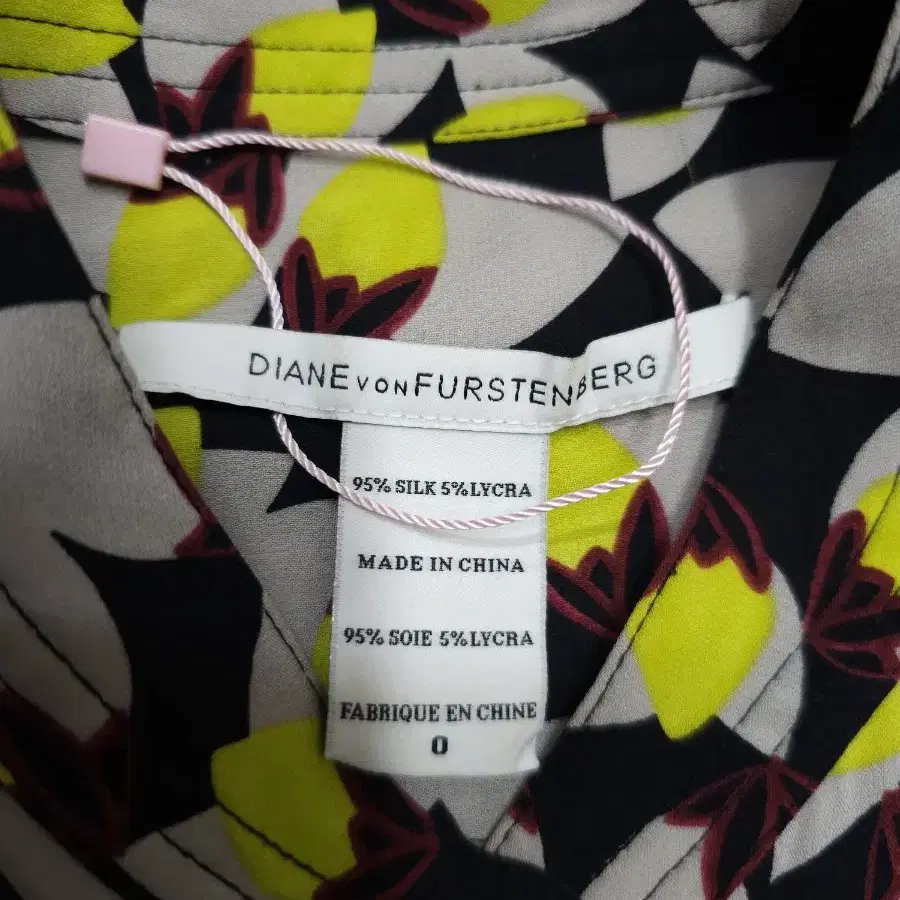 DIANE VON FURSTENBERG
95% SILK 5% LYCRA
MADE IN CHINA
95% SOIE 5% LYCRA
FABRIQUE EN CHINE
0